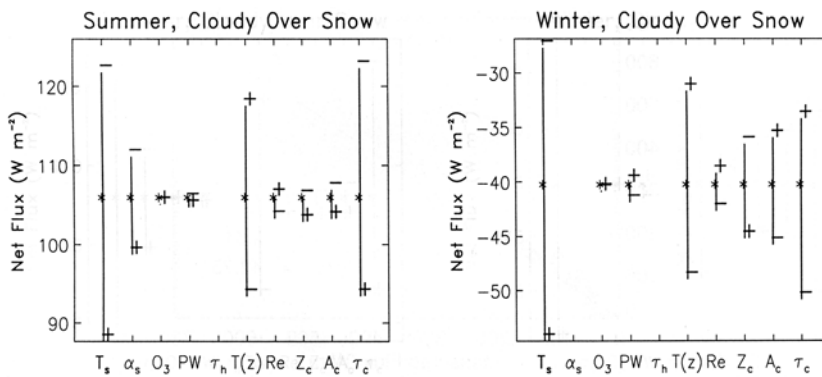 Summer, Cloudy Over Snow
Net Flux (W m⁻²)
120
110
100
90
Tₛ αₛ O₃ PW τₕ T(z) Re Z꜀ A꜀ τ꜀
Winter, Cloudy Over Snow
Net Flux (W m⁻²)
−30
−35
−40
−45
−50
Tₛ αₛ O₃ PW τₕ T(z) Re Z꜀ A꜀ τ꜀